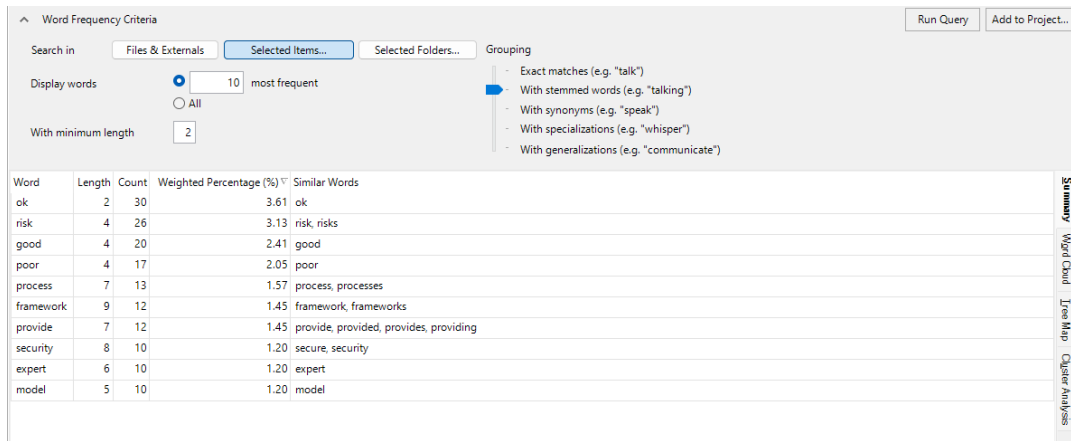 Word Frequency Criteria
Run Query
Add to Project...
Search in Files & Externals Selected Items... Selected Folders... Grouping
Exact matches (e.g. "talk")
Display words 10 most frequent
With stemmed words (e.g. "talking")
All
With synonyms (e.g. "speak")
With minimum length 2
With specializations (e.g. "whisper")
With generalizations (e.g. "communicate")
Word Length Count Weighted Percentage (%) Similar Words
ok 2 30 3.61 ok
risk 4 26 3.13 risk, risks
good 4 20 2.41 good
poor 4 17 2.05 poor
process 7 13 1.57 process, processes
framework 9 12 1.45 framework, frameworks
provide 7 12 1.45 provide, provided, provides, providing
security 8 10 1.20 secure, security
expert 6 10 1.20 expert
model 5 10 1.20 model
Summary
Word Cloud
Tree Map
Cluster Analysis